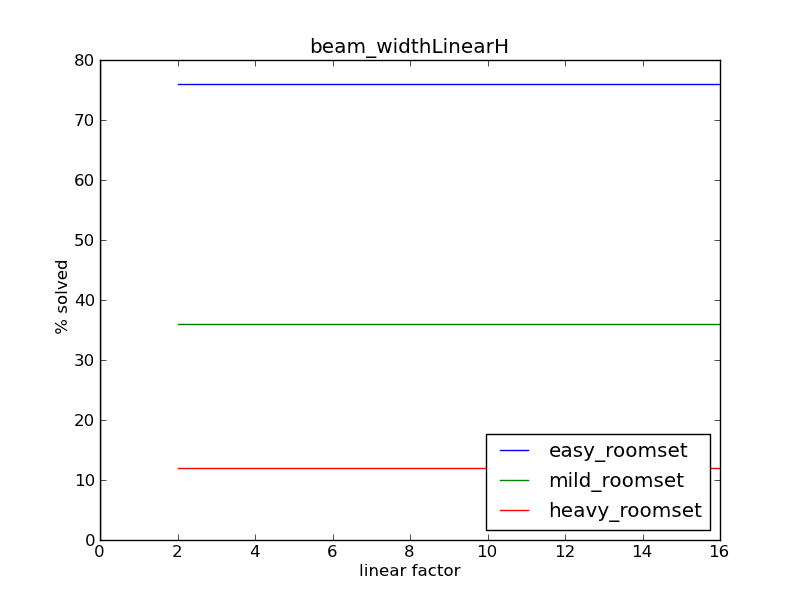 beam_widthLinearH
80
70
60
50
40
30
20
10
0
% solved
easy_roomset
mild_roomset
heavy_roomset
0 2 4 6 8 10 12 14 16
linear factor